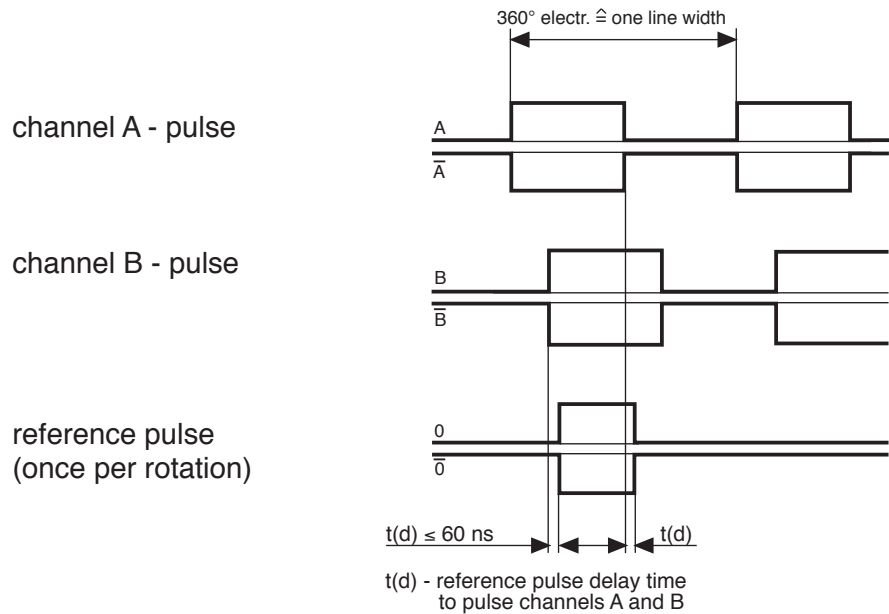 360° electr. ≙ one line width
channel A - pulse
A
A̅
channel B - pulse
B
B̅
reference pulse
(once per rotation)
0
0̅
t(d) ≤ 60 ns
t(d)
t(d) - reference pulse delay time
to pulse channels A and B